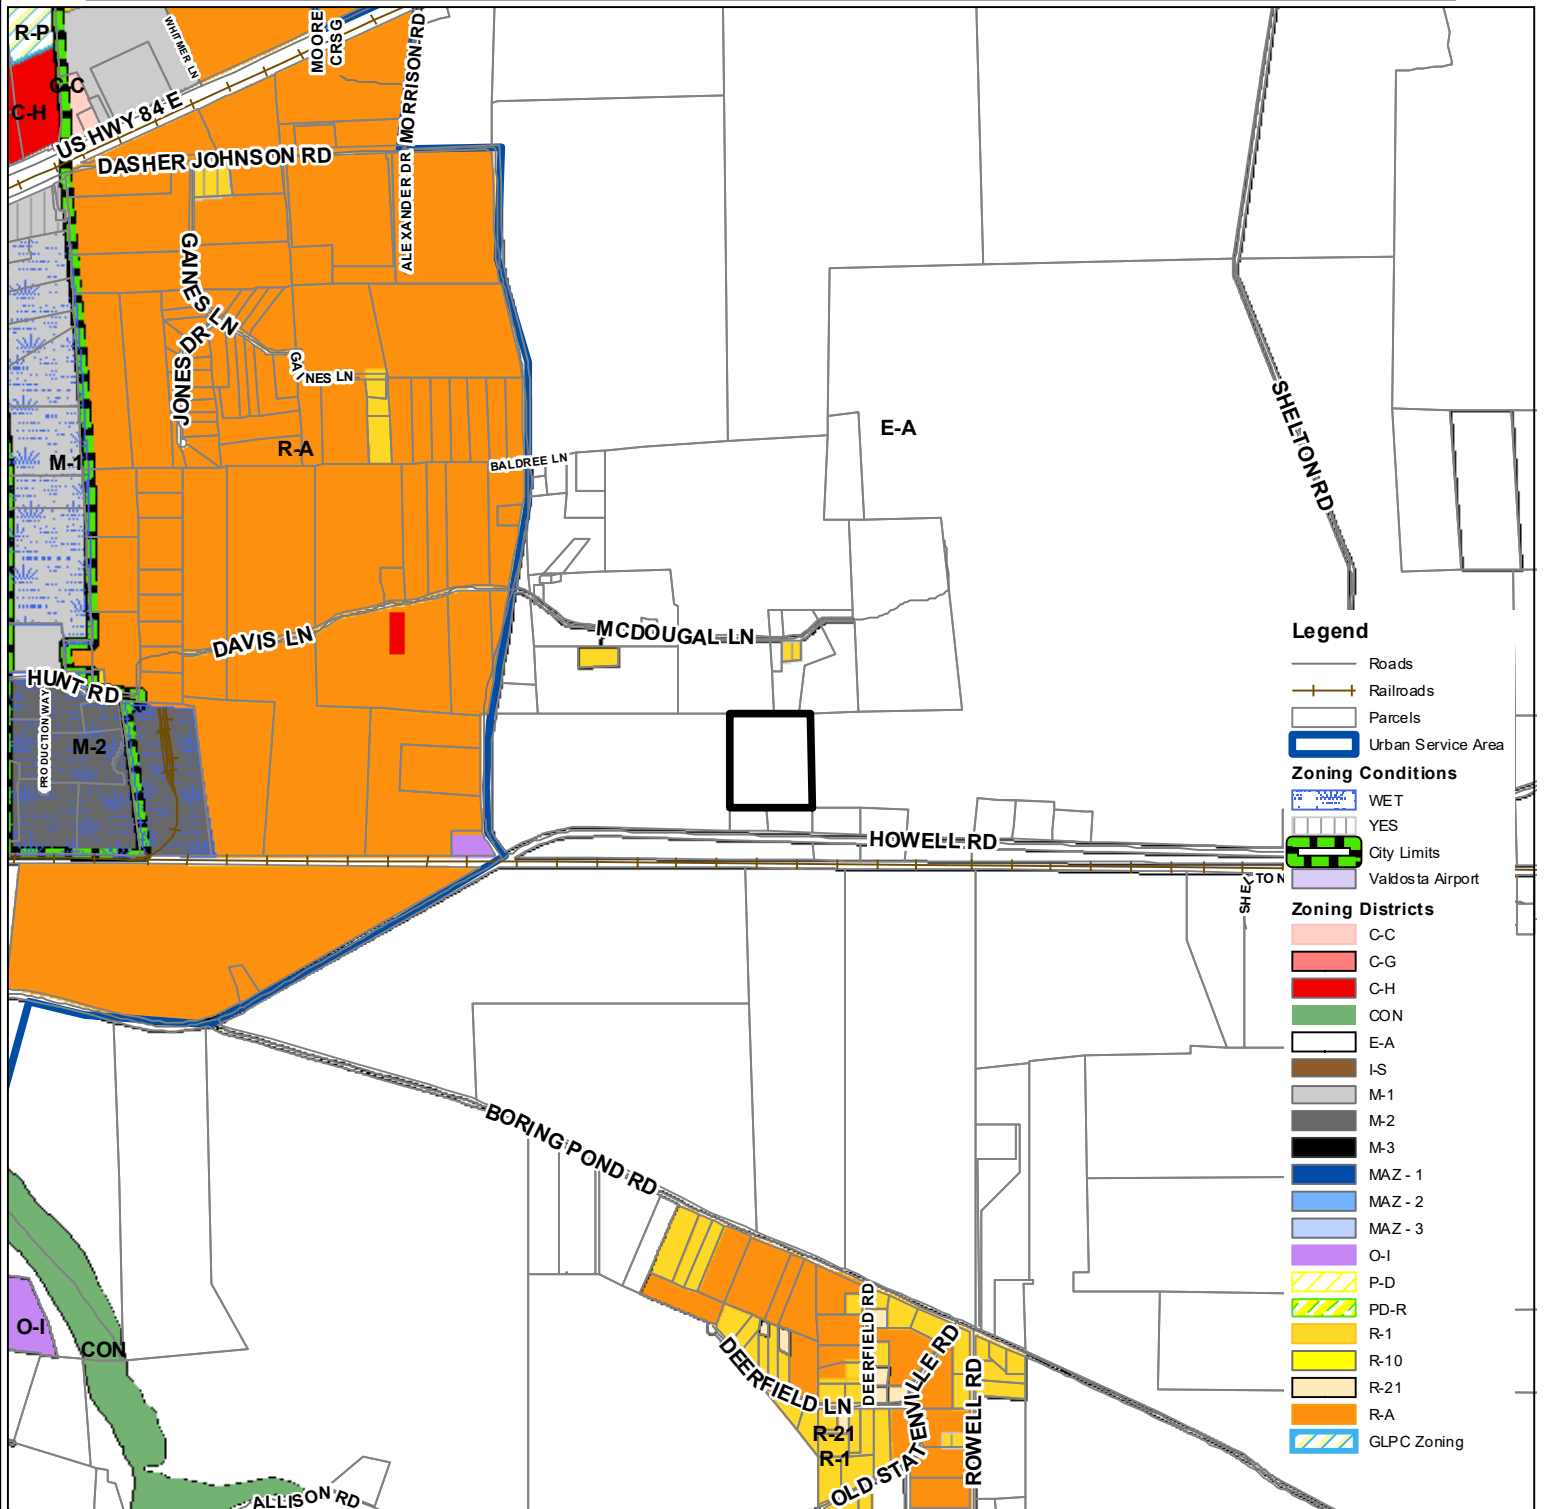 R-P
C-C
C-H
WHITMER LN
MOORE
CRSG
US HWY 84 E
DASHER JOHNSON RD
ALEXANDER DR
MORRISON RD
GAINES LN
JONES DR
GAINES LN
R-A
M-1
E-A
BALDREE LN
SHELTON RD
MCDOUGAL LN
DAVIS LN
HUNT RD
PRODUCTION WAY
M-2
HOWELL RD
SHELTON
BORING POND RD
O-I
CON
DEERFIELD RD
DEERFIELD LN
R-21
R-1
OLD STATENVILLE RD
ROWELL RD
ALLISON RD
Legend
Roads
Railroads
Parcels
Urban Service Area
Zoning Conditions
WET
YES
City Limits
Valdosta Airport
Zoning Districts
C-C
C-G
C-H
CON
E-A
I-S
M-1
M-2
M-3
MAZ - 1
MAZ - 2
MAZ - 3
O-I
P-D
PD-R
R-1
R-10
R-21
R-A
GLPC Zoning